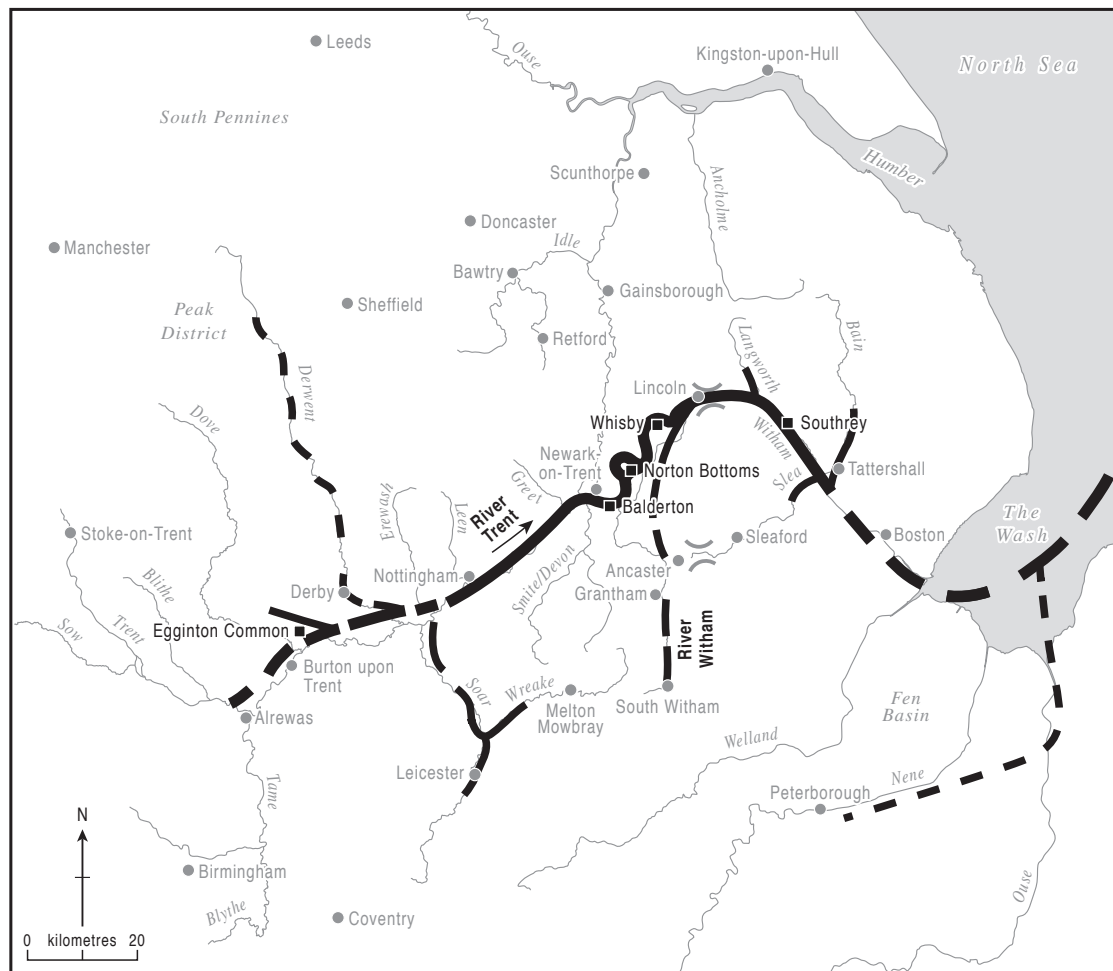 Leeds
Ouse
Kingston-upon-Hull
North Sea
South Pennines
Humber
Scunthorpe
Ancholme
Doncaster
Manchester
Idle
Bawtry
Gainsborough
Peak
District
Sheffield
Retford
Langworth
Bain
Derwent
Lincoln
Dove
Whisby
Southrey
Witham
Newark-
on-Trent
Norton Bottoms
Slea
Tattershall
Greet
Balderton
Erewash
Leen
River
Trent
The
Wash
Stoke-on-Trent
Sleaford
Boston
Blithe
Nottingham
Smite/Devon
Ancaster
Derby
Grantham
Egginton Common
River
Witham
Sow
Trent
Burton upon
Trent
Soar
Wreake
South Witham
Melton
Mowbray
Fen
Basin
Alrewas
Welland
Leicester
Tame
Nene
Peterborough
N
Birmingham
Ouse
Blythe
Coventry
0 kilometres 20